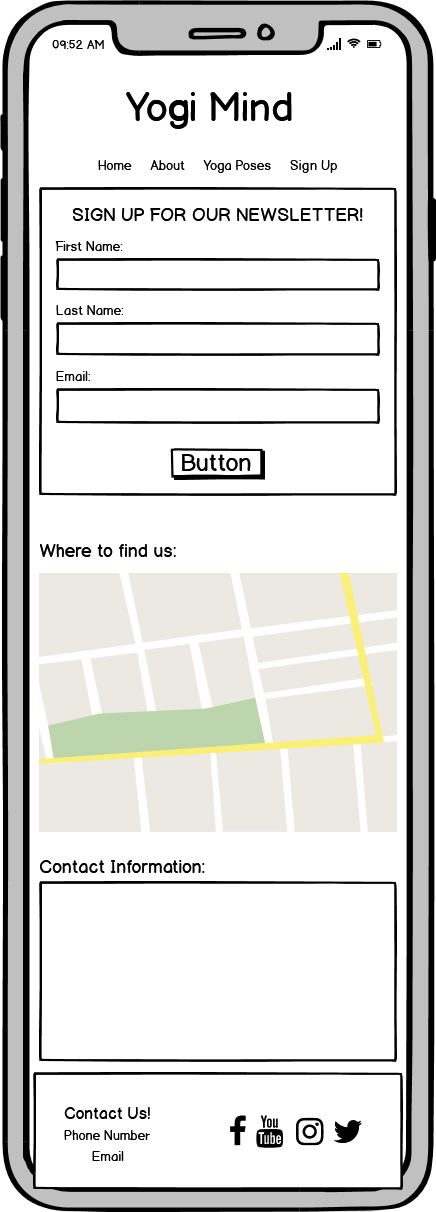 09:52 AM
Yogi Mind
Home About Yoga Poses Sign Up
SIGN UP FOR OUR NEWSLETTER!
First Name:
Last Name:
Email:
Button
Where to find us:
Contact Information:
Contact Us!
Phone Number
Email
You
Tube